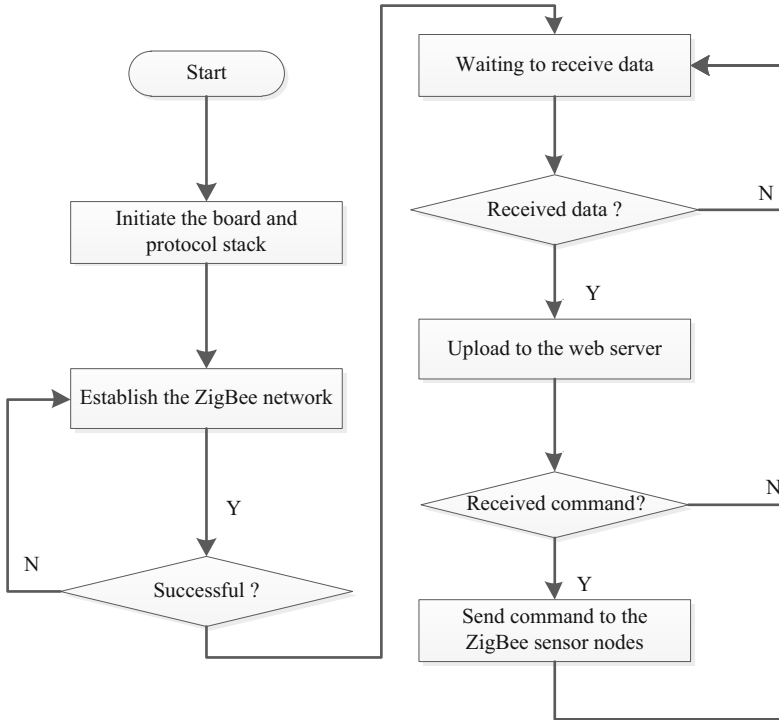 Start
Initiate the board and
protocol stack
Establish the ZigBee network
Y
N
Successful ?
Waiting to receive data
Received data ?
N
Y
Upload to the web server
Received command?
N
Y
Send command to the
ZigBee sensor nodes